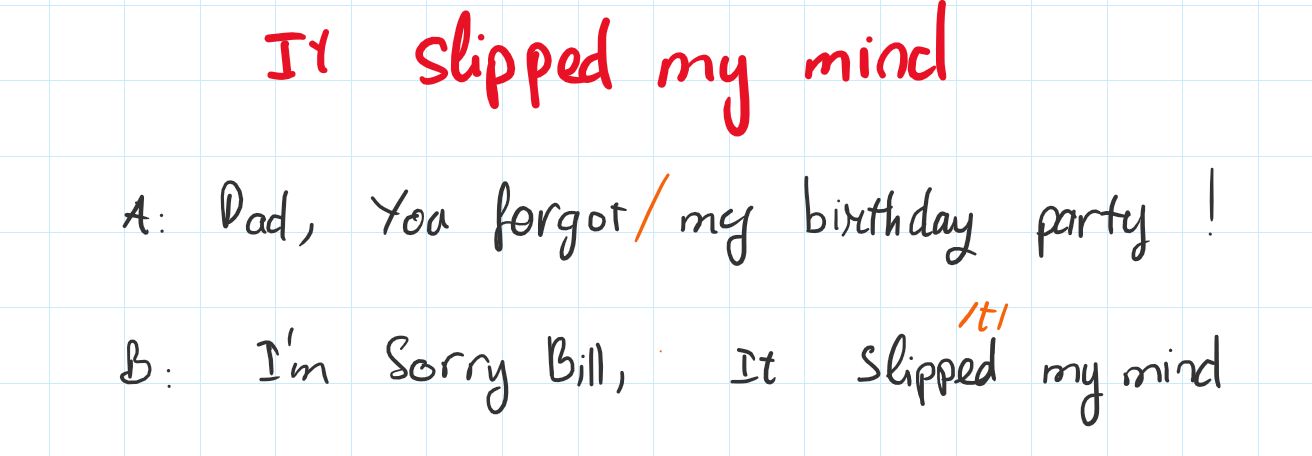 It slipped my mind
A: Dad, You forgot / my birthday party !
/t/
B: I'm Sorry Bill, It slipped my mind